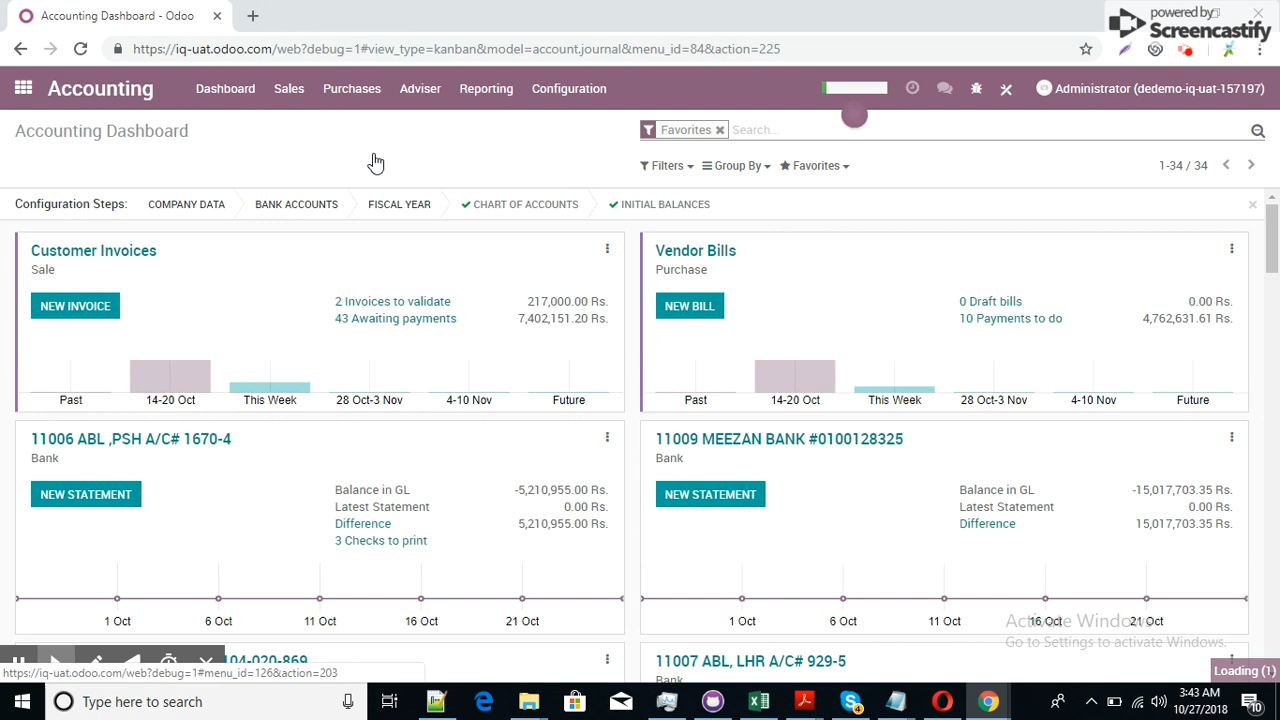 Accounting Dashboard - Odoo
powered by
Screencastify
https://iq-uat.odoo.com/web?debug=1#view_type=kanban&model=account.journal&menu_id=84&action=225
Accounting Dashboard Sales Purchases Adviser Reporting Configuration Administrator (dedemo-iq-uat-157197)
Accounting Dashboard
Favorites Search...
Filters Group By Favorites 1-34 / 34
Configuration Steps: COMPANY DATA BANK ACCOUNTS FISCAL YEAR CHART OF ACCOUNTS INITIAL BALANCES
Customer Invoices
Sale
NEW INVOICE
2 Invoices to validate 217,000.00 Rs.
43 Awaiting payments 7,402,151.20 Rs.
Past 14-20 Oct This Week 28 Oct-3 Nov 4-10 Nov Future
Vendor Bills
Purchase
NEW BILL
0 Draft bills 0.00 Rs.
10 Payments to do 4,762,631.61 Rs.
Past 14-20 Oct This Week 28 Oct-3 Nov 4-10 Nov Future
11006 ABL ,PSH A/C# 1670-4
Bank
NEW STATEMENT
Balance in GL -5,210,955.00 Rs.
Latest Statement 0.00 Rs.
Difference 5,210,955.00 Rs.
3 Checks to print
1 Oct 6 Oct 11 Oct 16 Oct 21 Oct
11009 MEEZAN BANK #0100128325
Bank
NEW STATEMENT
Balance in GL -15,017,703.35 Rs.
Latest Statement 0.00 Rs.
Difference 15,017,703.35 Rs.
1 Oct 6 Oct 11 Oct 16 Oct 21 Oct
Activate Windows
Go to Settings to activate Windows.
04-020-869
11007 ABL, LHR A/C# 929-5
Bank
https://iq-uat.odoo.com/web?debug=1#menu_id=126&action=203
Loading (1)
Type here to search
4
3:43 AM
10/27/2018
10